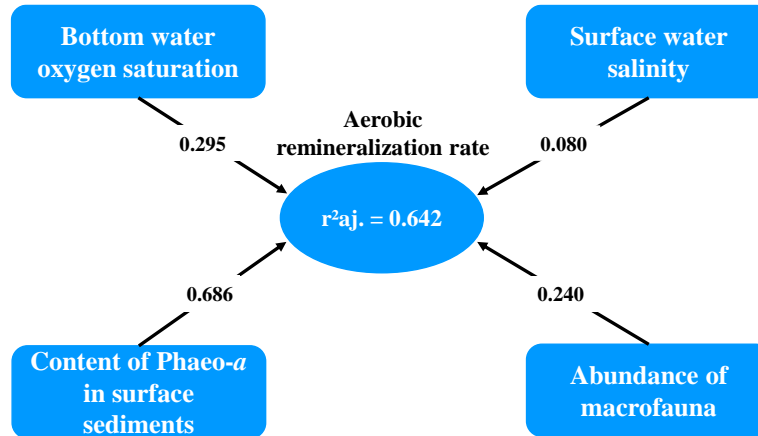 Bottom water
oxygen saturation
Surface water
salinity
Aerobic
remineralization rate
0.295
0.080
r²aj. = 0.642
0.686
0.240
Content of Phaeo-a
in surface
sediments
Abundance of
macrofauna